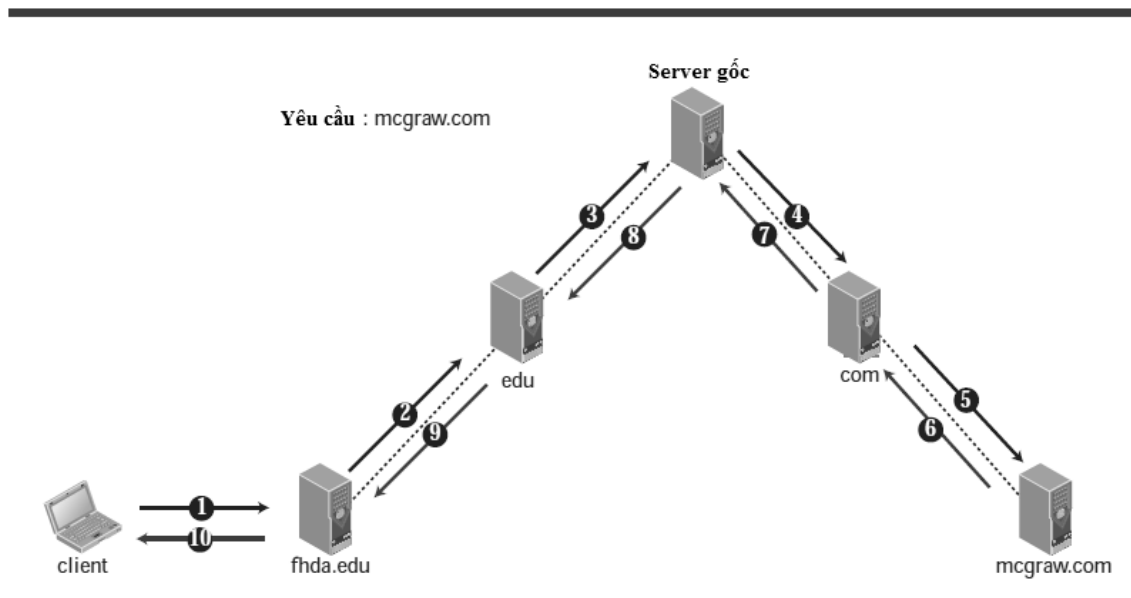 Server gốc
Yêu cầu : mcgraw.com
3
8
7
4
edu
com
2
9
6
5
1
10
client
fhda.edu
mcgraw.com